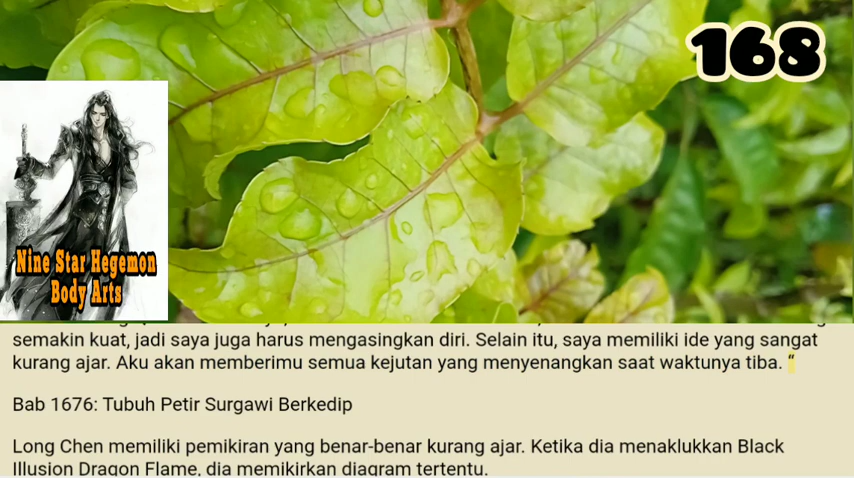 168
Nine Star Hegemon
Body Arts
semakin kuat, jadi saya juga harus mengasingkan diri. Selain itu, saya memiliki ide yang sangat
kurang ajar. Aku akan memberimu semua kejutan yang menyenangkan saat waktunya tiba. “
Bab 1676: Tubuh Petir Surgawi Berkedip
Long Chen memiliki pemikiran yang benar-benar kurang ajar. Ketika dia menaklukkan Black
Illusion Dragon Flame, dia memikirkan diagram tertentu.